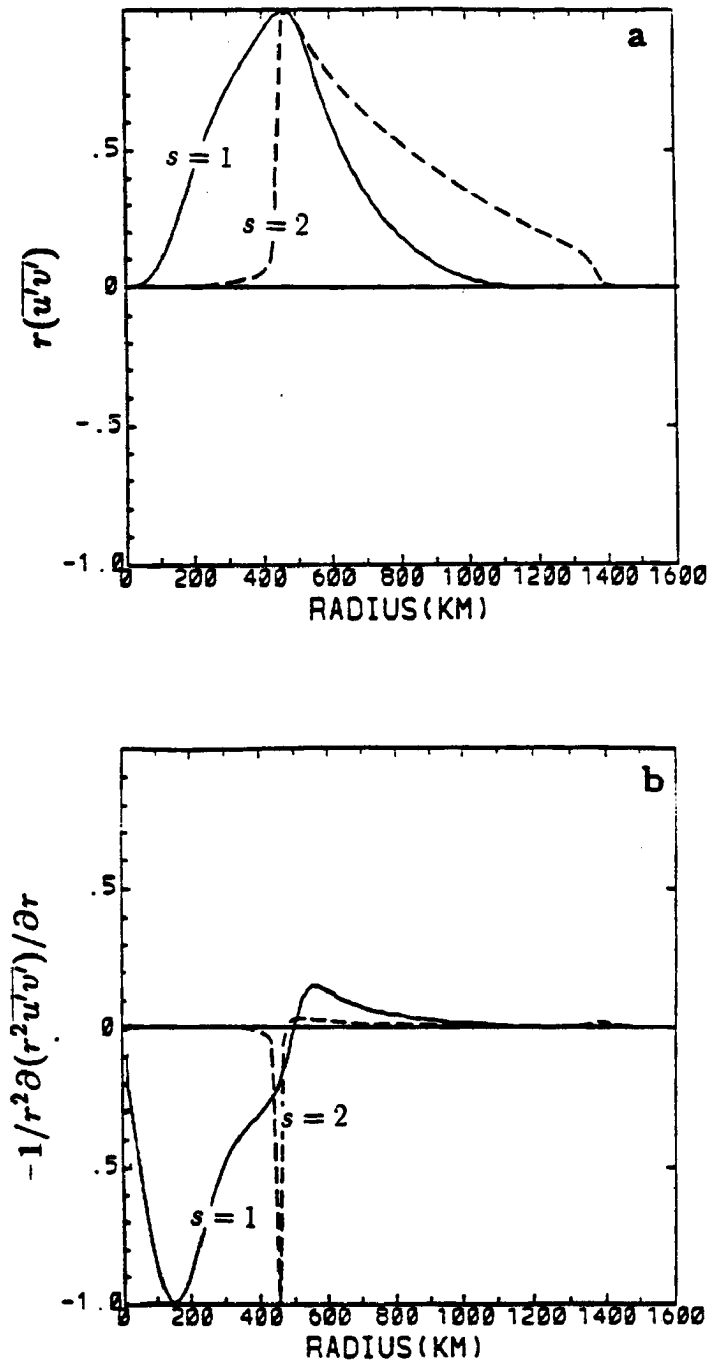 a
.5
s = 1
s = 2
0
r(u'v')
-.5
-1.0
0 200 400 600 800 1000 1200 1400 1600
RADIUS(KM)
b
.5
0
-1/r²∂(r²u'v')/∂r
s = 2
.5
s = 1
-1.0
0 200 400 600 800 1000 1200 1400 1600
RADIUS(KM)